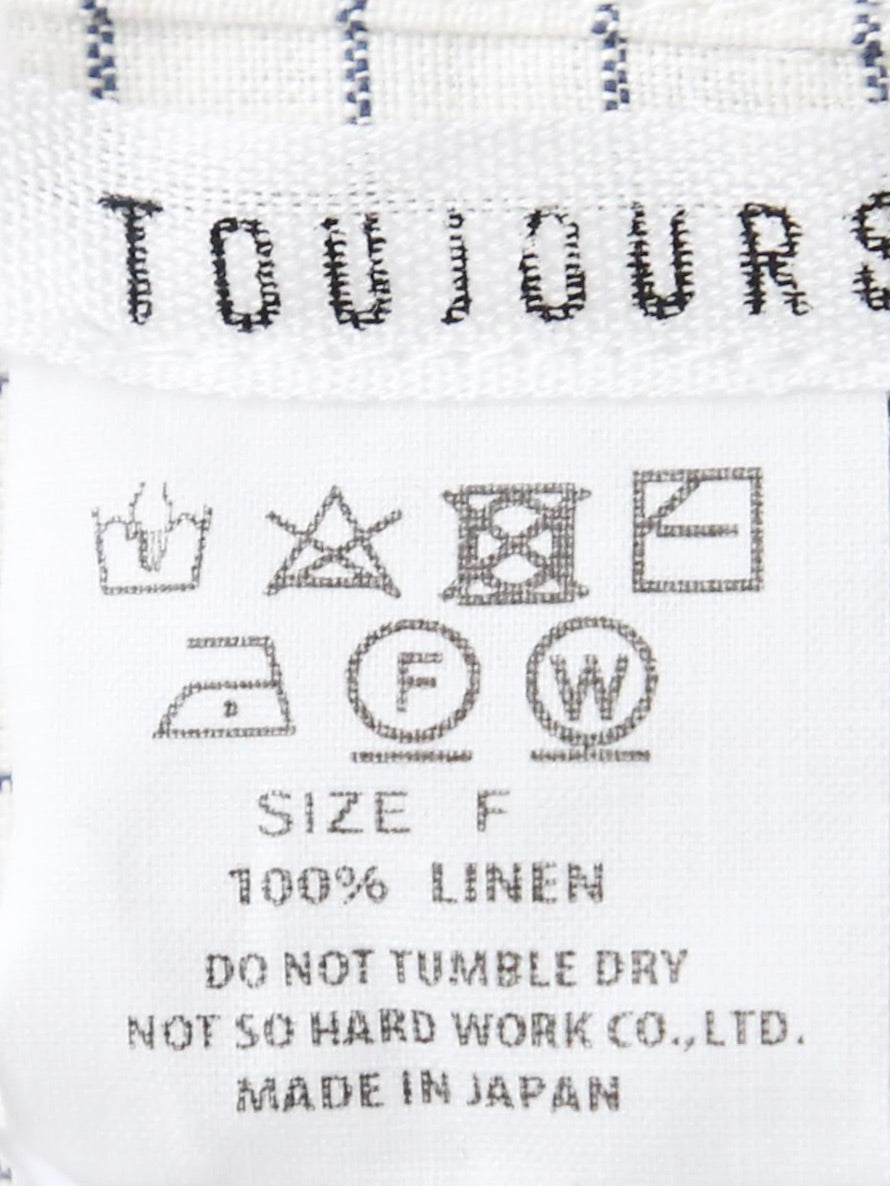 TOUJOURS
F W
SIZE F
100% LINEN
DO NOT TUMBLE DRY
NOT SO HARD WORK CO.,LTD.
MADE IN JAPAN